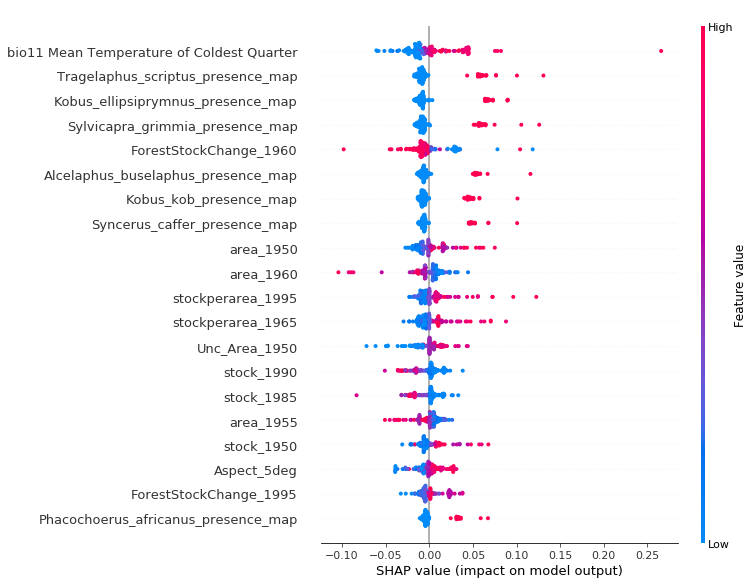 High
bio11 Mean Temperature of Coldest Quarter
Tragelaphus_scriptus_presence_map
Kobus_ellipsiprymnus_presence_map
Sylvicapra_grimmia_presence_map
ForestStockChange_1960
Alcelaphus_buselaphus_presence_map
Kobus_kob_presence_map
Syncerus_caffer_presence_map
area_1950
area_1960
stockperarea_1995
stockperarea_1965
Unc_Area_1950
stock_1990
stock_1985
area_1955
stock_1950
Aspect_5deg
ForestStockChange_1995
Phacochoerus_africanus_presence_map
Feature value
Low
−0.10 −0.05 0.00 0.05 0.10 0.15 0.20 0.25
SHAP value (impact on model output)